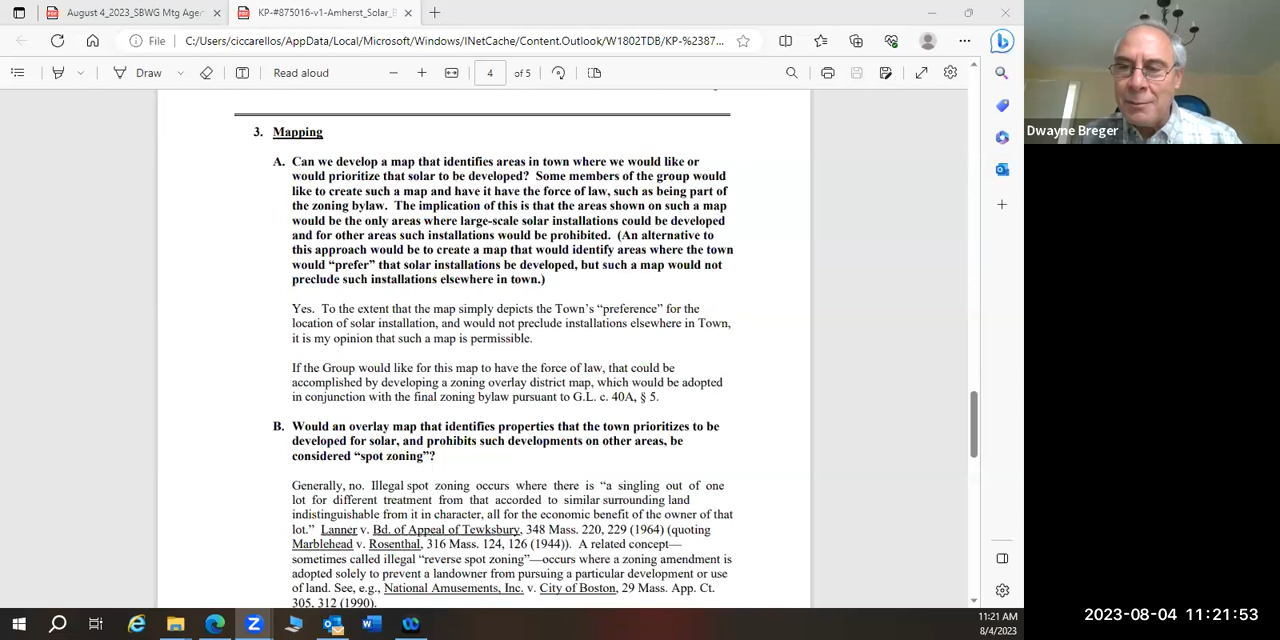 August 4_2023_SBWG Mtg Age
KP-#875016-v1-Amherst_Solar_B
File
C:/Users/ciccarellos/AppData/Local/Microsoft/Windows/INetCache/Content.Outlook/W1802TDB/KP-%2387...
Draw
Read aloud
4 of 5
Dwayne Breger
3. Mapping
A. Can we develop a map that identifies areas in town where we would like or
would prioritize that solar to be developed? Some members of the group would
like to create such a map and have it have the force of law, such as being part of
the zoning bylaw. The implication of this is that the areas shown on such a map
would be the only areas where large-scale solar installations could be developed
and for other areas such installations would be prohibited. (An alternative to
this approach would be to create a map that would identify areas where the town
would “prefer” that solar installations be developed, but such a map would not
preclude such installations elsewhere in town.)
Yes. To the extent that the map simply depicts the Town’s “preference” for the
location of solar installation, and would not preclude installations elsewhere in Town,
it is my opinion that such a map is permissible.
If the Group would like for this map to have the force of law, that could be
accomplished by developing a zoning overlay district map, which would be adopted
in conjunction with the final zoning bylaw pursuant to G.L. c. 40A, § 5.
B. Would an overlay map that identifies properties that the town prioritizes to be
developed for solar, and prohibits such developments on other areas, be
considered “spot zoning”?
Generally, no. Illegal spot zoning occurs where there is “a singling out of one
lot for different treatment from that accorded to similar surrounding land
indistinguishable from it in character, all for the economic benefit of the owner of that
lot.” Lanner v. Bd. of Appeal of Tewksbury, 348 Mass. 220, 229 (1964) (quoting
Marblehead v. Rosenthal, 316 Mass. 124, 126 (1944)). A related concept—
sometimes called illegal “reverse spot zoning”—occurs where a zoning amendment is
adopted solely to prevent a landowner from pursuing a particular development or use
of land. See, e.g., National Amusements, Inc. v. City of Boston, 29 Mass. App. Ct.
305, 312 (1990).
11:21 AM
8/4/2023
2023-08-04 11:21:53